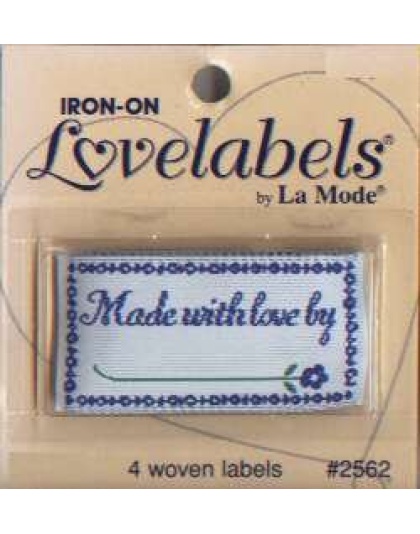 IRON-ON
Lovelabels®
by La Mode®
Made with love by
4 woven labels #2562